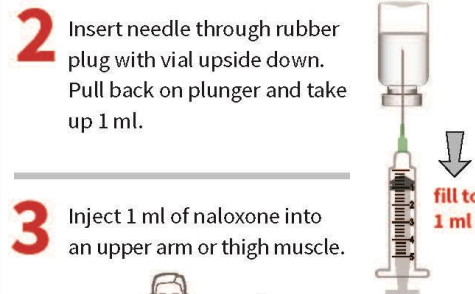 2
Insert needle through rubber
plug with vial upside down.
Pull back on plunger and take
up 1 ml.
fill to
1 ml
3
Inject 1 ml of naloxone into
an upper arm or thigh muscle.